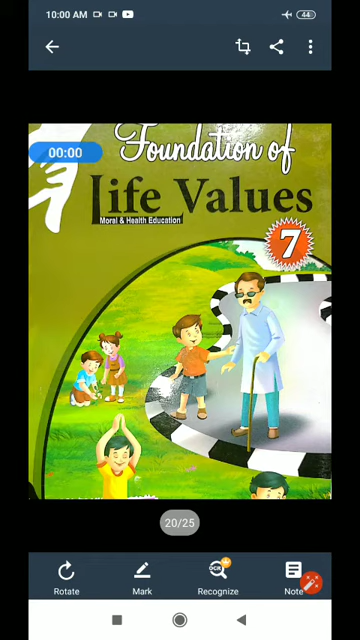 10:00 AM
44
00:00
Foundation of
Life Values
Moral & Health Education
7
20/25
Rotate
Mark
OCR
Recognize
Note